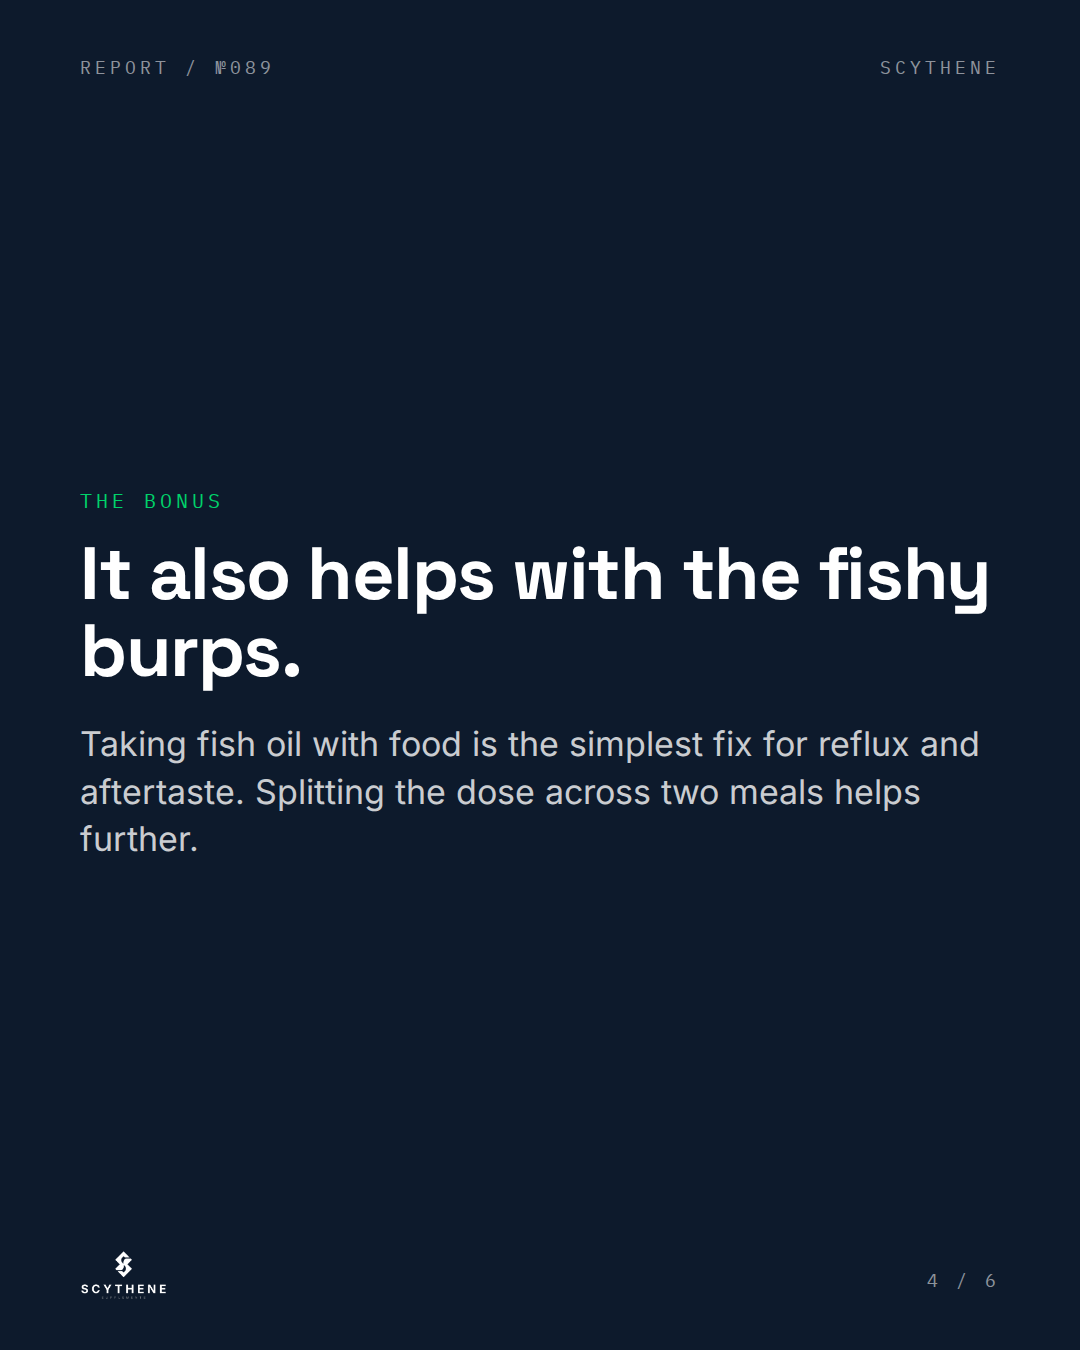 REPORT / №089
SCYTHENE
THE BONUS
It also helps with the fishy
burps.
Taking fish oil with food is the simplest fix for reflux and
aftertaste. Splitting the dose across two meals helps
further.
SCYTHENE
4 / 6